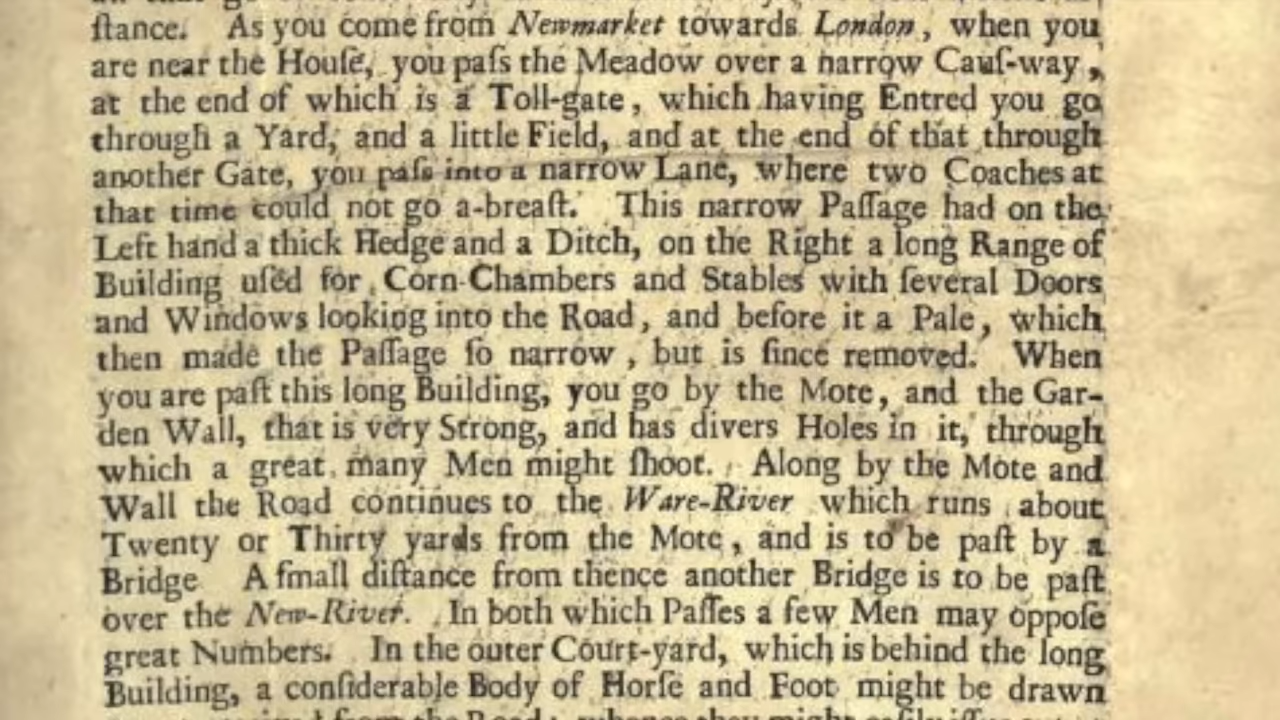 ſtance. As you come from Newmarket towards London, when you
are near the Houſe, you paſs the Meadow over a narrow Cauſ-way,
at the end of which is a Toll-gate, which having Entred you go
through a Yard, and a little Field, and at the end of that through
another Gate, you paſs into a narrow Lane, where two Coaches at
that time could not go a-breaſt. This narrow Paſſage had on the
Left hand a thick Hedge and a Ditch, on the Right a long Range of
Building uſed for Corn-Chambers and Stables with ſeveral Doors
and Windows looking into the Road, and before it a Pale, which
then made the Paſſage ſo narrow, but is ſince removed. When
you are paſt this long Building, you go by the Mote, and the Gar-
den Wall, that is very Strong, and has divers Holes in it, through
which a great many Men might ſhoot. Along by the Mote and
Wall the Road continues to the Ware-River which runs about
Twenty or Thirty yards from the Mote, and is to be paſt by a
Bridge A ſmall diſtance from thence another Bridge is to be paſt
over the New-River. In both which Paſſes a few Men may oppoſe
great Numbers. In the outer Court-yard, which is behind the long
Building, a conſiderable Body of Horſe and Foot might be drawn
from the Road; whence they might